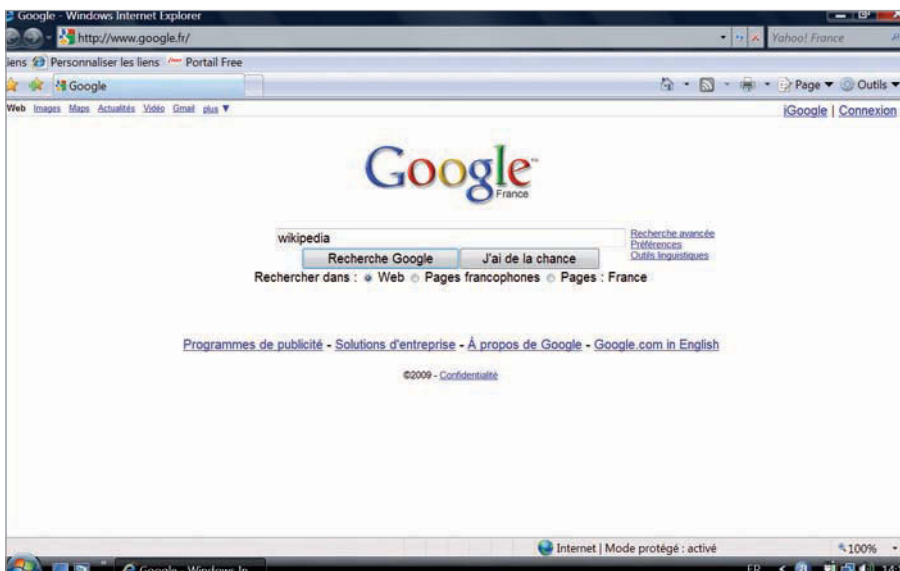 Google - Windows Internet Explorer
http://www.google.fr/
Yahoo! France
iens Personnaliser les liens Portail Free
Google
Page Outils
Web Images Maps Actualités Vidéo Gmail plus ▼
iGoogle | Connexion
Google™
France
wikipedia
Recherche avancée
Préférences
Outils linguistiques
Recherche Google J'ai de la chance
Rechercher dans : Web Pages francophones Pages : France
Programmes de publicité - Solutions d'entreprise - À propos de Google - Google.com in English
©2009 - Confidentialité
Internet | Mode protégé : activé
100%
Google - Windows In...
FR